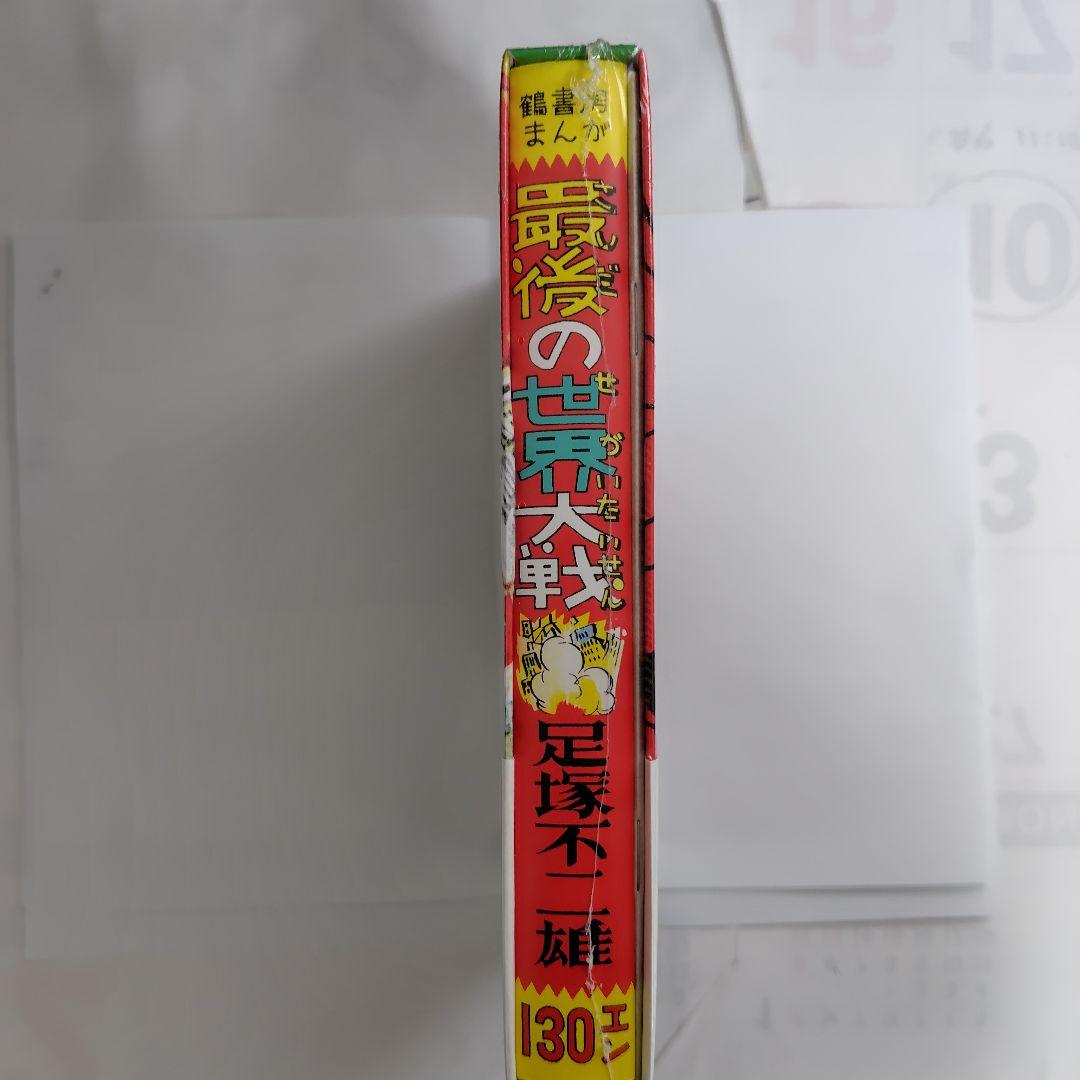 鶴書房
まんが
最後の世界大戦
さいご
せかいたいせん
足塚不二雄
130エン